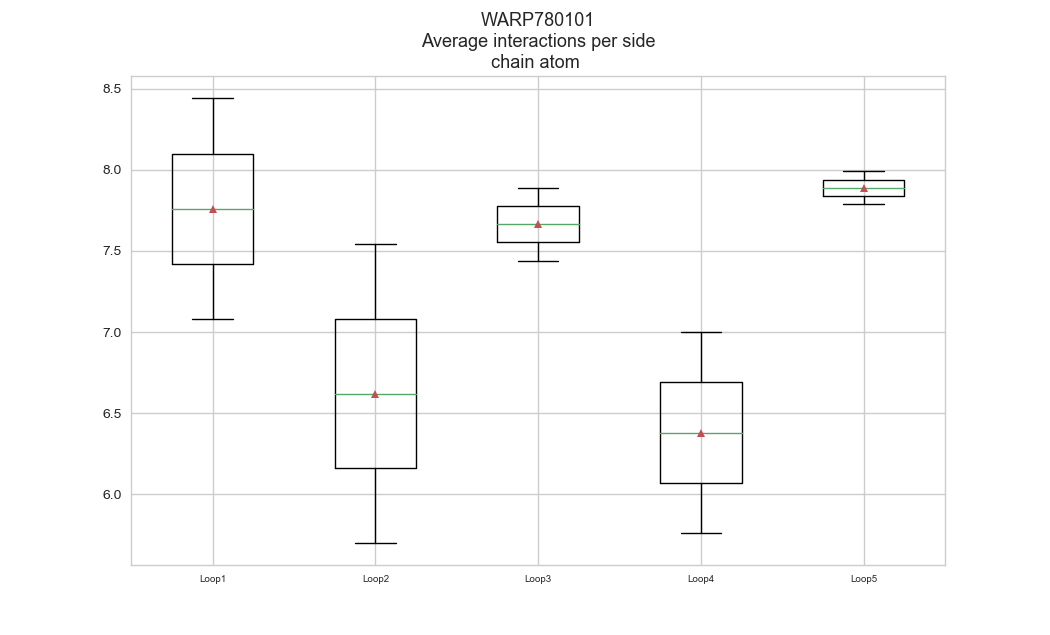 WARP780101
Average interactions per side
chain atom
8.5
8.0
7.5
7.0
6.5
6.0
Loop1
Loop2
Loop3
Loop4
Loop5